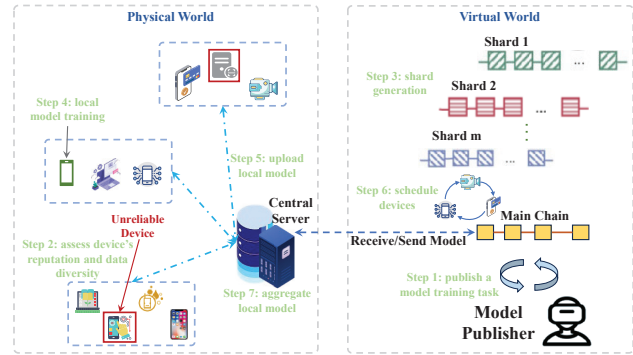 Physical World
Step 4: local
model training
Step 5: upload
local model
Unreliable
Device
Step 2: assess device's
reputation and data
diversity
Central
Server
Step 7: aggregate
local model
Virtual World
Shard 1
Step 3: shard
generation
Shard 2
Shard m
Step 6: schedule
devices
Main Chain
Receive/Send Model
Step 1: publish a
model training task
Model
Publisher